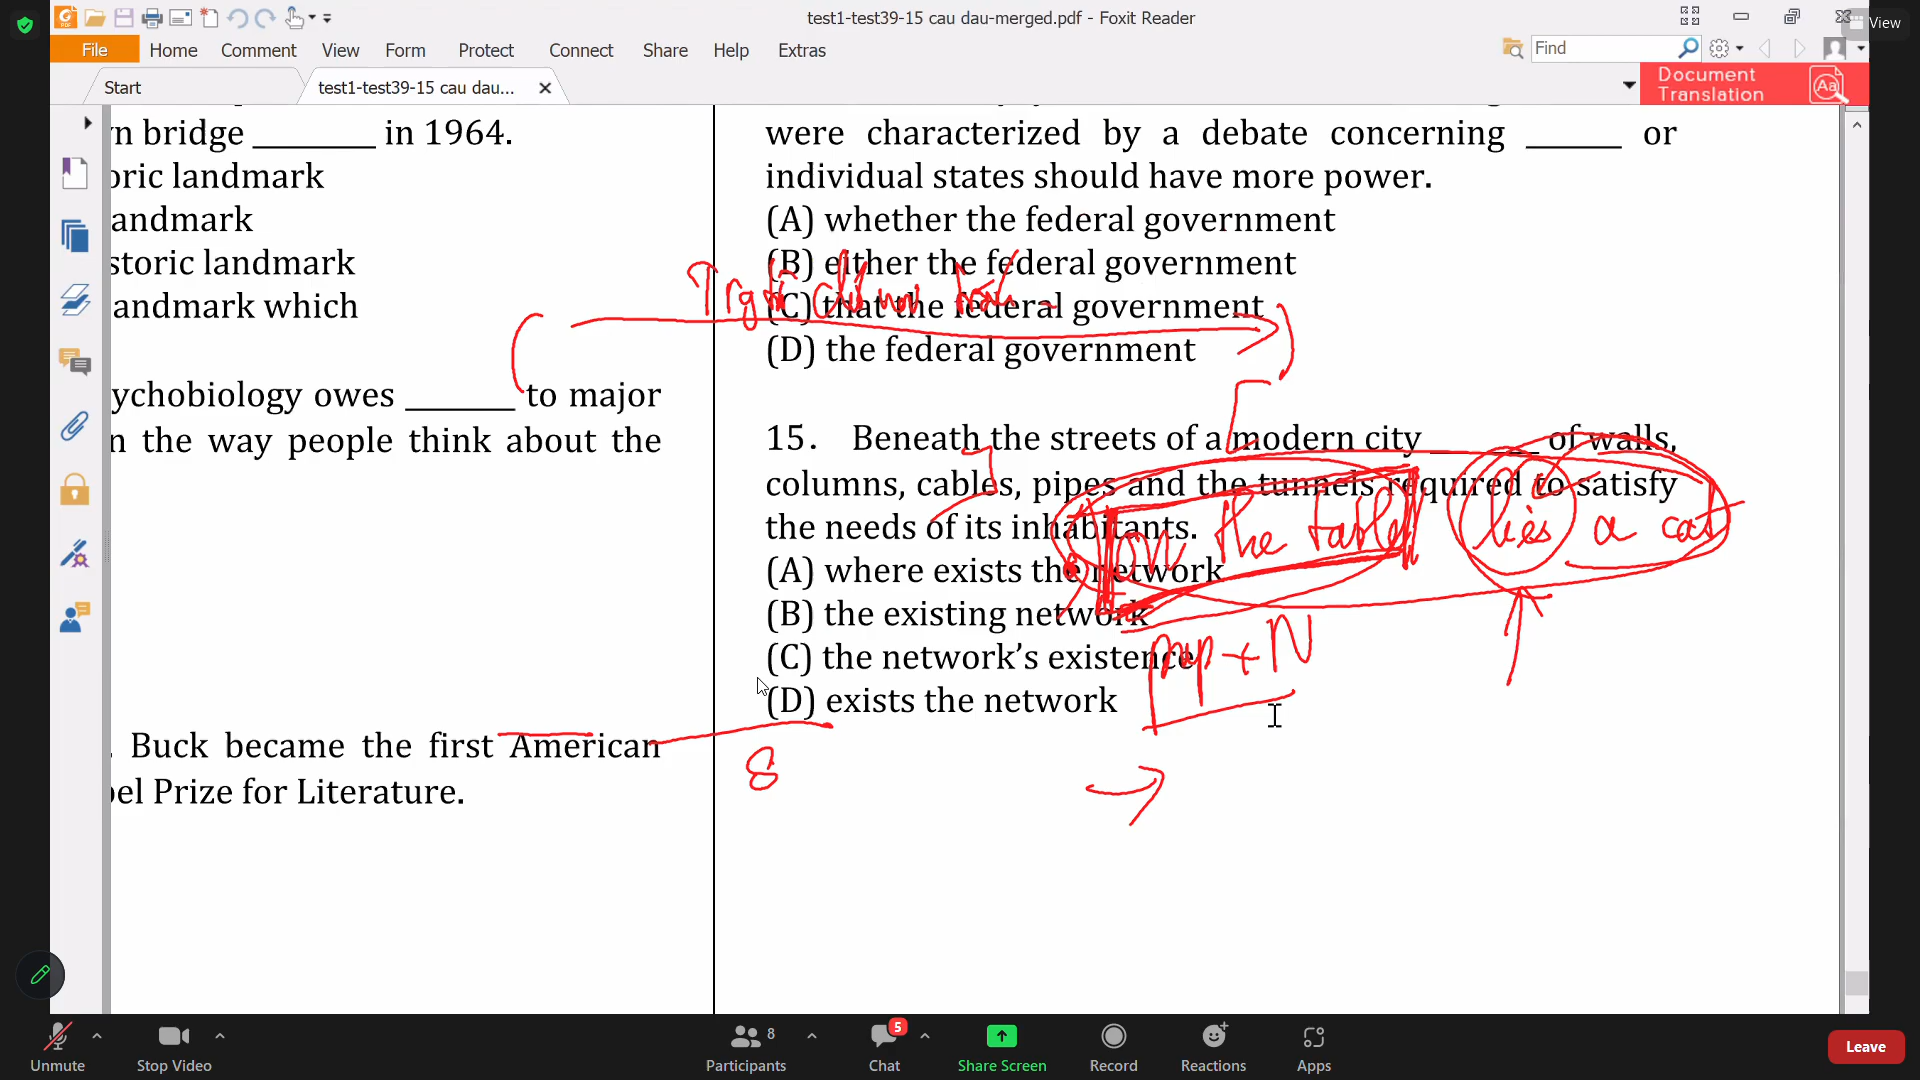 test1-test39-15 cau dau-merged.pdf - Foxit Reader
View
File
Home
Comment
View
Form
Protect
Connect
Share
Help
Extras
Find
Start
test1-test39-15 cau dau...
Document
Translation
n bridge ________ in 1964.
oric landmark
andmark
storic landmark
andmark which
ychobiology owes _______ to major
n the way people think about the
. Buck became the first American
el Prize for Literature.
were characterized by a debate concerning ______ or
individual states should have more power.
(A) whether the federal government
(B) either the federal government
(C) that the federal government
(D) the federal government
15. Beneath the streets of a modern city _______ of walls,
columns, cables, pipes and the tunnels required to satisfy
the needs of its inhabitants.
on the table lies a cat
(A) where exists the network
(B) the existing network
(C) the network's existence
(D) exists the network
+ N
8
Unmute
Stop Video
Participants
8
Chat
5
Share Screen
Record
Reactions
Apps
Leave